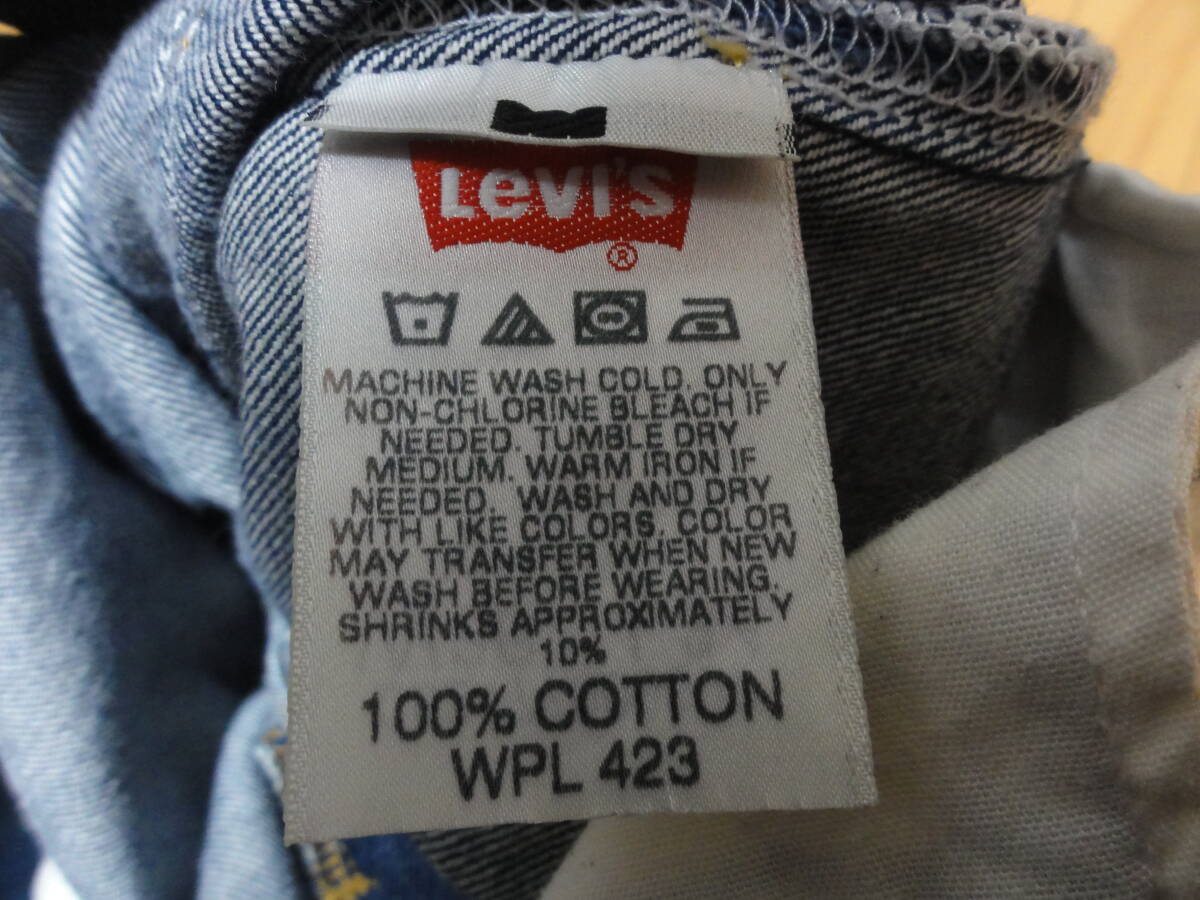 Levi's
®
MACHINE WASH COLD. ONLY
NON-CHLORINE BLEACH IF
NEEDED. TUMBLE DRY
MEDIUM. WARM IRON IF
NEEDED. WASH AND DRY
WITH LIKE COLORS. COLOR
MAY TRANSFER WHEN NEW
WASH BEFORE WEARING.
SHRINKS APPROXIMATELY
10%
100% COTTON
WPL 423